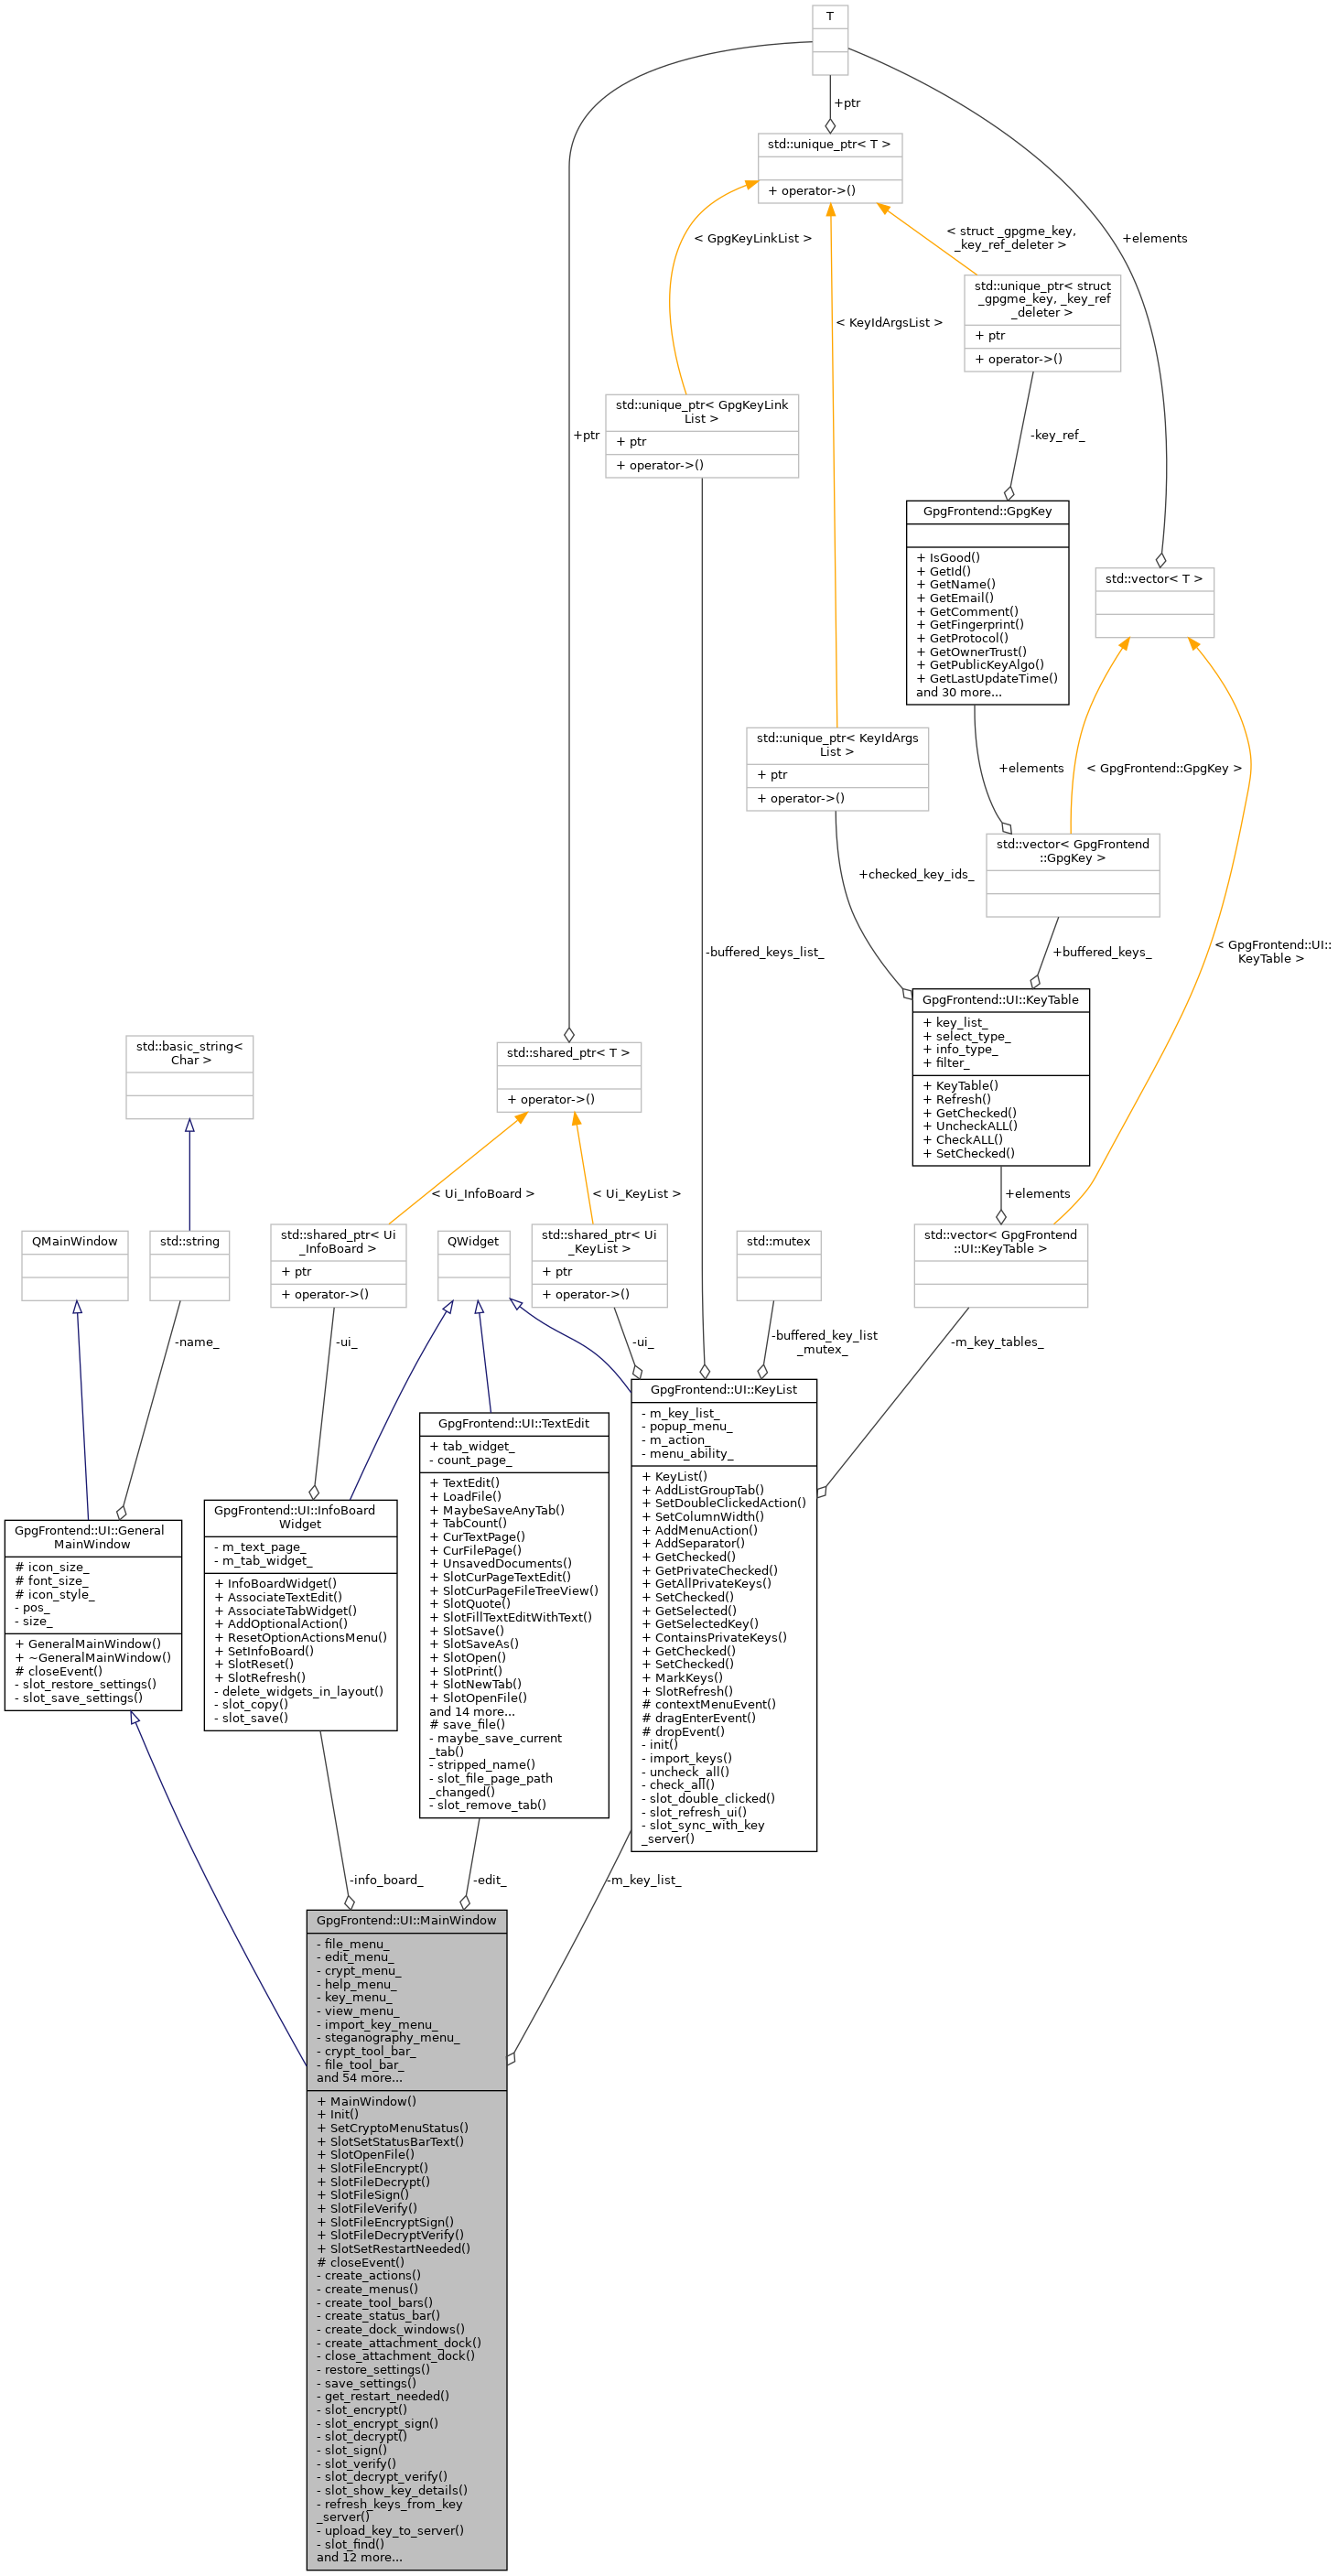 T
+ptr
std::unique_ptr< T >
+ operator->()
< GpgKeyLinkList >
< struct _gpgme_key,
_key_ref_deleter >
+elements
std::unique_ptr< struct
_gpgme_key, _key_ref
_deleter >
+ ptr
+ operator->()
< KeyIdArgsList >
std::unique_ptr< GpgKeyLink
List >
+ ptr
+ operator->()
+ptr
-key_ref_
GpgFrontend::GpgKey
+ IsGood()
+ GetId()
+ GetName()
+ GetEmail()
+ GetComment()
+ GetFingerprint()
+ GetProtocol()
+ GetOwnerTrust()
+ GetPublicKeyAlgo()
+ GetLastUpdateTime()
and 30 more...
std::vector< T >
std::unique_ptr< KeyIdArgs
List >
+ ptr
+ operator->()
+elements
< GpgFrontend::GpgKey >
std::vector< GpgFrontend
::GpgKey >
+checked_key_ids_
-buffered_keys_list_
+buffered_keys_
< GpgFrontend::UI::
KeyTable >
GpgFrontend::UI::KeyTable
+ key_list_
+ select_type_
+ info_type_
+ filter_
+ KeyTable()
+ Refresh()
+ GetChecked()
+ UncheckALL()
+ CheckALL()
+ SetChecked()
std::basic_string<
Char >
std::shared_ptr< T >
+ operator->()
< Ui_InfoBoard >
< Ui_KeyList >
+elements
QMainWindow
std::string
std::shared_ptr< Ui
_InfoBoard >
+ ptr
+ operator->()
QWidget
std::shared_ptr< Ui
_KeyList >
+ ptr
+ operator->()
std::mutex
std::vector< GpgFrontend
::UI::KeyTable >
-name_
-ui_
-ui_
-buffered_key_list
_mutex_
-m_key_tables_
GpgFrontend::UI::General
MainWindow
# icon_size_
# font_size_
# icon_style_
- pos_
- size_
+ GeneralMainWindow()
+ ~GeneralMainWindow()
# closeEvent()
- slot_restore_settings()
- slot_save_settings()
GpgFrontend::UI::InfoBoard
Widget
- m_text_page_
- m_tab_widget_
+ InfoBoardWidget()
+ AssociateTextEdit()
+ AssociateTabWidget()
+ AddOptionalAction()
+ ResetOptionActionsMenu()
+ SetInfoBoard()
+ SlotReset()
+ SlotRefresh()
- delete_widgets_in_layout()
- slot_copy()
- slot_save()
GpgFrontend::UI::TextEdit
+ tab_widget_
- count_page_
+ TextEdit()
+ LoadFile()
+ MaybeSaveAnyTab()
+ TabCount()
+ CurTextPage()
+ CurFilePage()
+ UnsavedDocuments()
+ SlotCurPageTextEdit()
+ SlotCurPageFileTreeView()
+ SlotQuote()
+ SlotFillTextEditWithText()
+ SlotSave()
+ SlotSaveAs()
+ SlotOpen()
+ SlotPrint()
+ SlotNewTab()
+ SlotOpenFile()
and 14 more...
# save_file()
- maybe_save_current
_tab()
- stripped_name()
- slot_file_page_path
_changed()
- slot_remove_tab()
GpgFrontend::UI::KeyList
- m_key_list_
- popup_menu_
- m_action_
- menu_ability_
+ KeyList()
+ AddListGroupTab()
+ SetDoubleClickedAction()
+ SetColumnWidth()
+ AddMenuAction()
+ AddSeparator()
+ GetChecked()
+ GetPrivateChecked()
+ GetAllPrivateKeys()
+ SetChecked()
+ GetSelected()
+ GetSelectedKey()
+ ContainsPrivateKeys()
+ GetChecked()
+ SetChecked()
+ MarkKeys()
+ SlotRefresh()
# contextMenuEvent()
# dragEnterEvent()
# dropEvent()
- init()
- import_keys()
- uncheck_all()
- check_all()
- slot_double_clicked()
- slot_refresh_ui()
- slot_sync_with_key
_server()
-info_board_
-edit_
-m_key_list_
GpgFrontend::UI::MainWindow
- file_menu_
- edit_menu_
- crypt_menu_
- help_menu_
- key_menu_
- view_menu_
- import_key_menu_
- steganography_menu_
- crypt_tool_bar_
- file_tool_bar_
and 54 more...
+ MainWindow()
+ Init()
+ SetCryptoMenuStatus()
+ SlotSetStatusBarText()
+ SlotOpenFile()
+ SlotFileEncrypt()
+ SlotFileDecrypt()
+ SlotFileSign()
+ SlotFileVerify()
+ SlotFileEncryptSign()
+ SlotFileDecryptVerify()
+ SlotSetRestartNeeded()
# closeEvent()
- create_actions()
- create_menus()
- create_tool_bars()
- create_status_bar()
- create_dock_windows()
- create_attachment_dock()
- close_attachment_dock()
- restore_settings()
- save_settings()
- get_restart_needed()
- slot_encrypt()
- slot_encrypt_sign()
- slot_decrypt()
- slot_sign()
- slot_verify()
- slot_decrypt_verify()
- slot_show_key_details()
- refresh_keys_from_key
_server()
- upload_key_to_server()
- slot_find()
and 12 more...